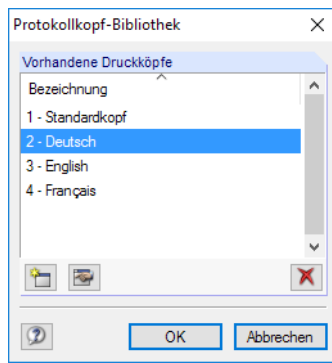 Protokollkopf-Bibliothek
Vorhandene Druckköpfe
Bezeichnung
1 - Standardkopf
2 - Deutsch
3 - English
4 - Français
OK
Abbrechen